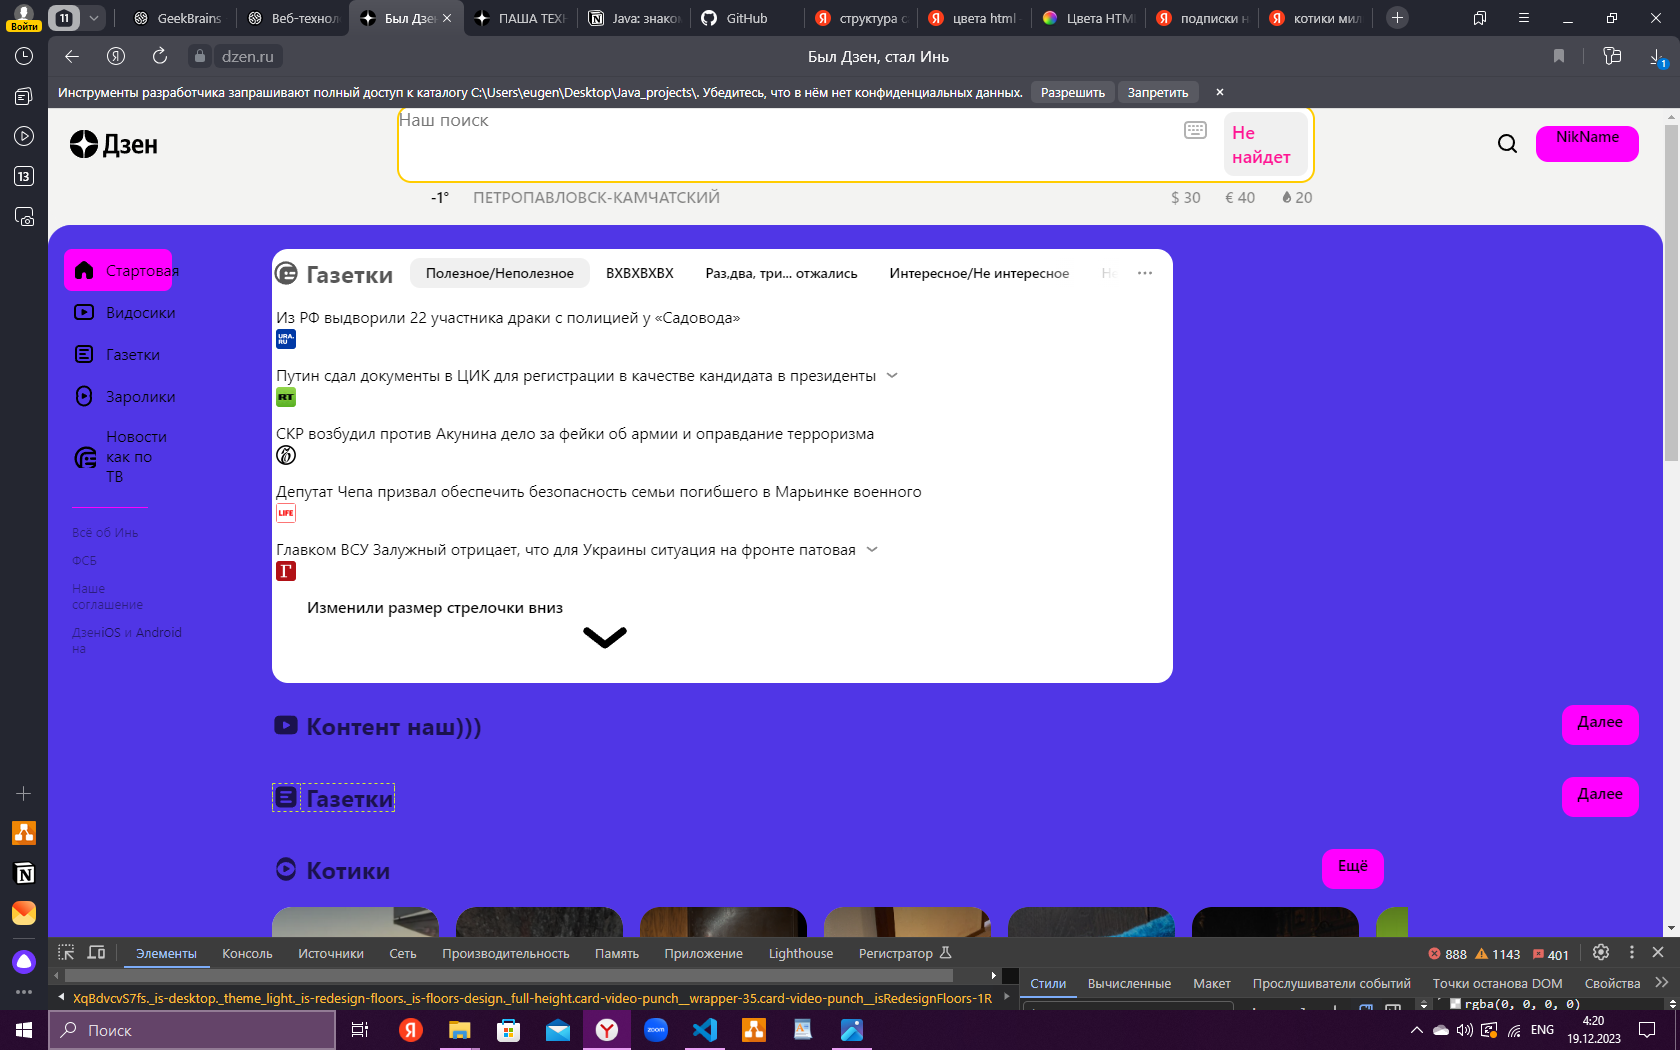 Войти
11
GeekBrains
Веб-технол
Был Дзен
ПАША ТЕХН
Java: знаком
GitHub
структура с
цвета html
Цвета HTM
подписки н
котики мил
dzen.ru
Был Дзен, стал Инь
1
Инструменты разработчика запрашивают полный доступ к каталогу C:\Users\eugen\Desktop\Java_projects\. Убедитесь, что в нём нет конфиденциальных данных.
Разрешить
Запретить
13
Дзен
Наш поиск
Не
найдет
NikName
-1°
ПЕТРОПАВЛОВСК-КАМЧАТСКИЙ
$ 30
€ 40
20
Стартовая
Видосики
Газетки
Заролики
Новости
как по
ТВ
Всё об Инь
ФСБ
Наше
соглашение
ДзенiOS и Android
на
Газетки
Полезное/Неполезное
ВХВХВХВХ
Раз,два, три... отжались
Интересное/Не интересное
Из РФ выдворили 22 участника драки с полицией у «Садовода»
URA.
RU
Путин сдал документы в ЦИК для регистрации в качестве кандидата в президенты
RT
СКР возбудил против Акунина дело за фейки об армии и оправдание терроризма
Депутат Чепа призвал обеспечить безопасность семьи погибшего в Марьинке военного
LIFE
Главком ВСУ Залужный отрицает, что для Украины ситуация на фронте патовая
Г
Изменили размер стрелочки вниз
Контент наш)))
Далее
Газетки
Далее
Котики
Ещё
Элементы
Консоль
Источники
Сеть
Производительность
Память
Приложение
Lighthouse
Регистратор
888
1143
401
Стили
Вычисленные
Макет
Прослушиватели событий
Точки останова DOM
Свойства
XqBdvcvS7fs._is-desktop._theme_light._is-redesign-floors._is-floors-design._full-height.card-video-punch__wrapper-35.card-video-punch__isRedesignFloors-1R
rgba(0, 0, 0, 0)
Поиск
zoom
ENG
4:20
19.12.2023